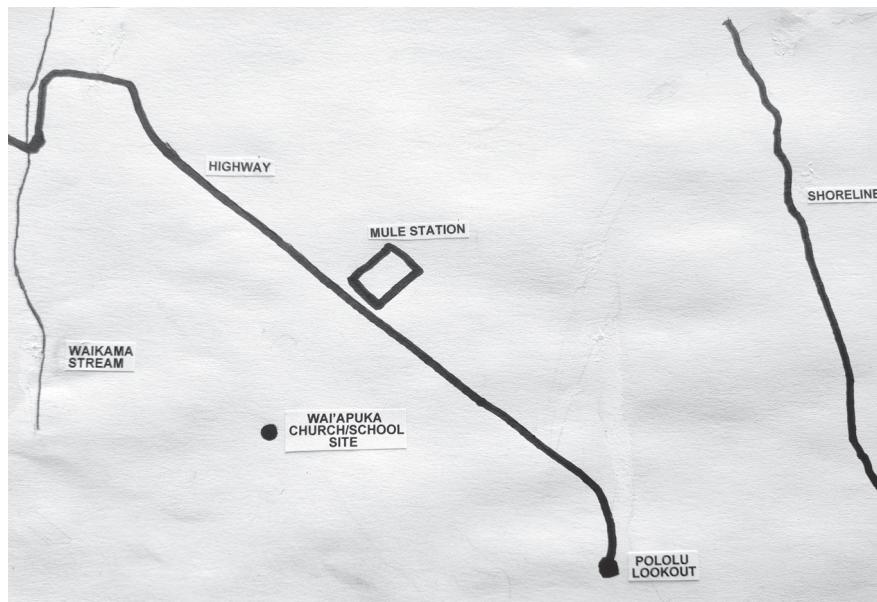 HIGHWAY
MULE STATION
SHORELINE
WAIKAMA
STREAM
WAI'APUKA
CHURCH/SCHOOL
SITE
POLOLU
LOOKOUT